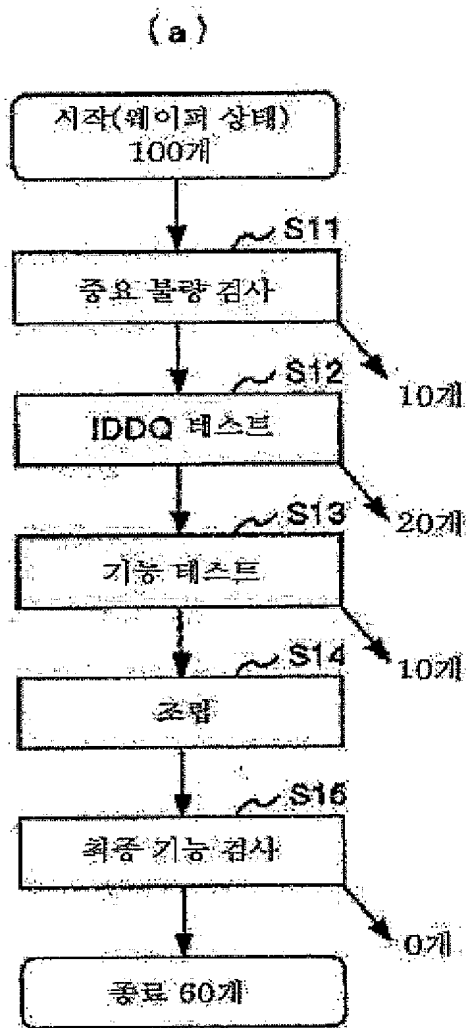 (a)
시작(웨이퍼 상태)
100개
S11
중요 불량 검사
10개
S12
IDDQ 테스트
20개
S13
기능 테스트
10개
S14
조립
S15
최종 기능 검사
0개
종료 60개